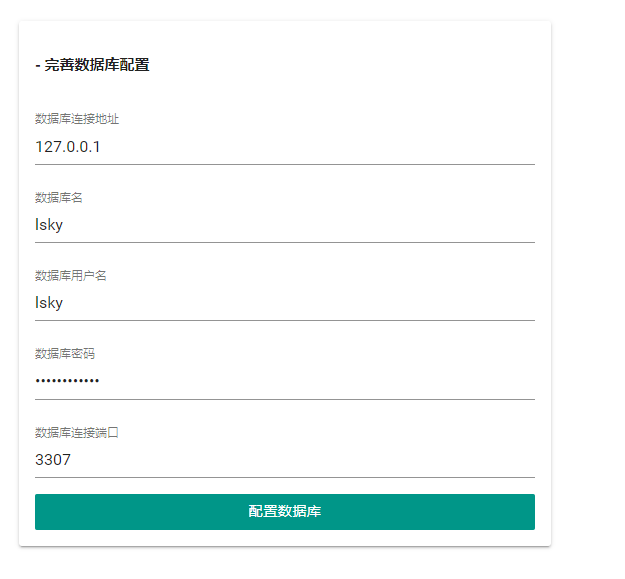 - 完善数据库配置
数据库连接地址
127.0.0.1
数据库名
lsky
数据库用户名
lsky
数据库密码
••••••••••••
数据库连接端口
3307
配置数据库